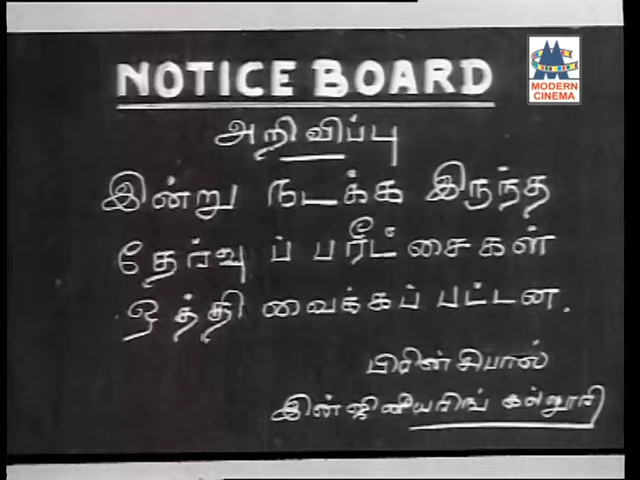 NOTICE BOARD
MODERN
CINEMA
அறிவிப்பு
இன்று நடக்க இருந்த
தேர்வு ப் பரீட்சைகள்
ஒத்தி வைக்கப் பட்டன.
பிரின்சிபால்
இன்ஜினீயரிங் கல்லூரி